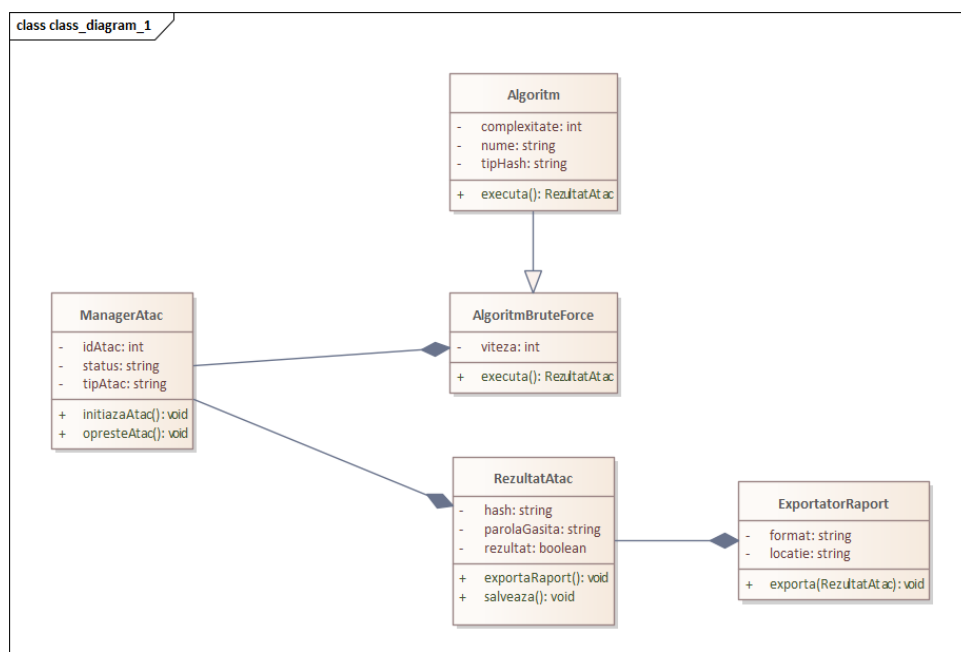 class class_diagram_1
Algoritm
- complexitate: int
- nume: string
- tipHash: string
+ executa(): RezultatAtac
ManagerAtac
- idAtac: int
- status: string
- tipAtac: string
+ initiazaAtac(): void
+ opresteAtac(): void
AlgoritmBruteForce
- viteza: int
+ executa(): RezultatAtac
RezultatAtac
- hash: string
- parolaGasita: string
- rezultat: boolean
+ exportaRaport(): void
+ salveaza(): void
ExportatorRaport
- format: string
- locatie: string
+ exporta(RezultatAtac): void